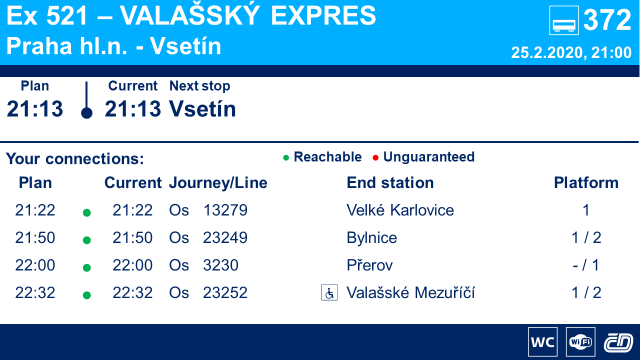 Ex 521 – VALAŠSKÝ EXPRES
372
Praha hl.n. - Vsetín
25.2.2020, 21:00
Plan Current Next stop
21:13 21:13 Vsetín
Your connections: Reachable Unguaranteed
Plan Current Journey/Line End station Platform
21:22 21:22 Os 13279 Velké Karlovice 1
21:50 21:50 Os 23249 Bylnice 1 / 2
22:00 22:00 Os 3230 Přerov - / 1
22:32 22:32 Os 23252 Valašské Mezuříčí 1 / 2
WC WiFi ČD